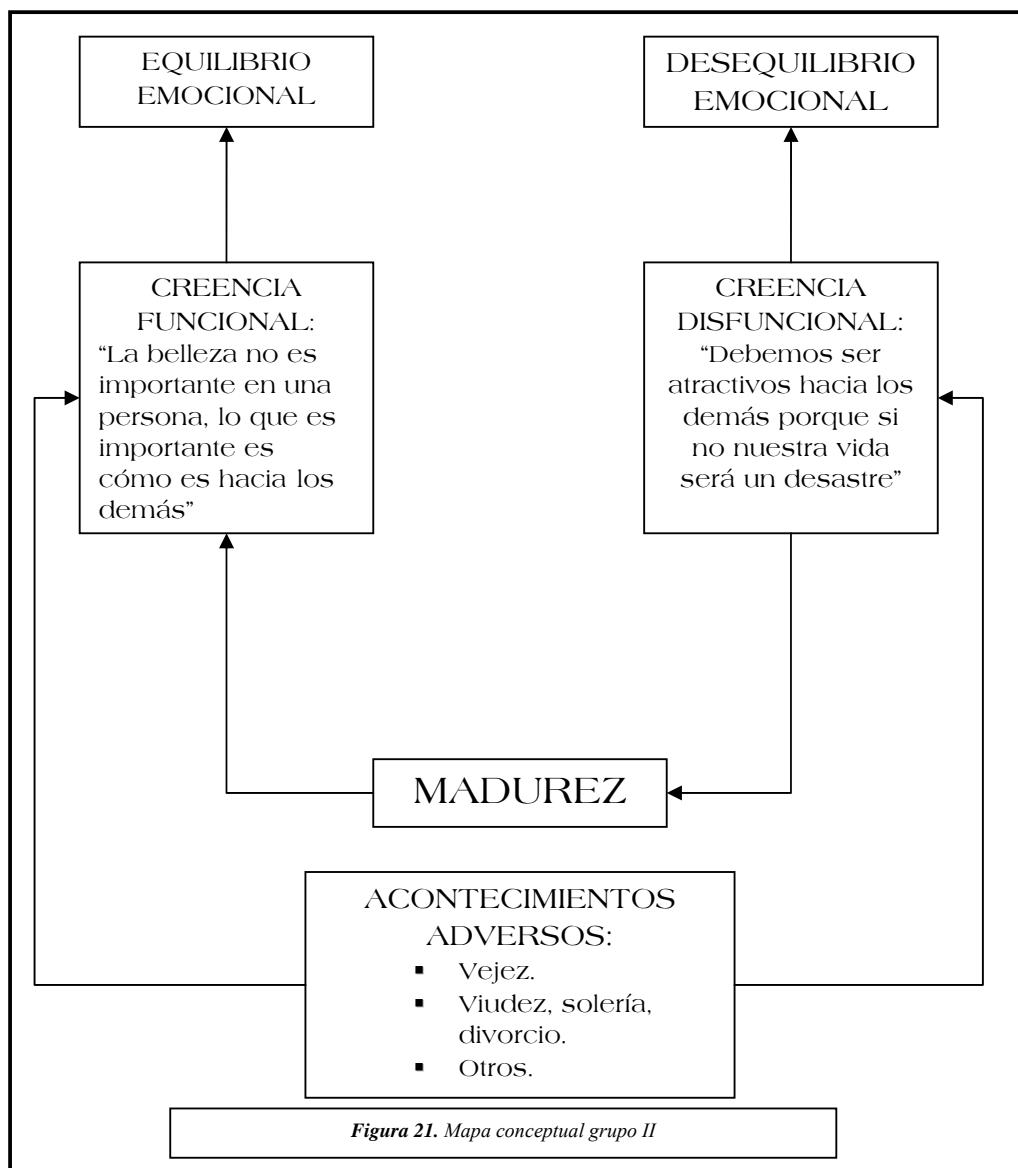 EQUILIBRIO
EMOCIONAL
DESEQUILIBRIO
EMOCIONAL
CREENCIA
FUNCIONAL:
“La belleza no es
importante en una
persona, lo que es
importante es
cómo es hacia los
demás”
CREENCIA
DISFUNCIONAL:
“Debemos ser
atractivos hacia los
demás porque si
no nuestra vida
será un desastre”
MADUREZ
ACONTECIMIENTOS
ADVERSOS:
▪ Vejez.
▪ Viudez, solería,
divorcio.
▪ Otros.
Figura 21. Mapa conceptual grupo II